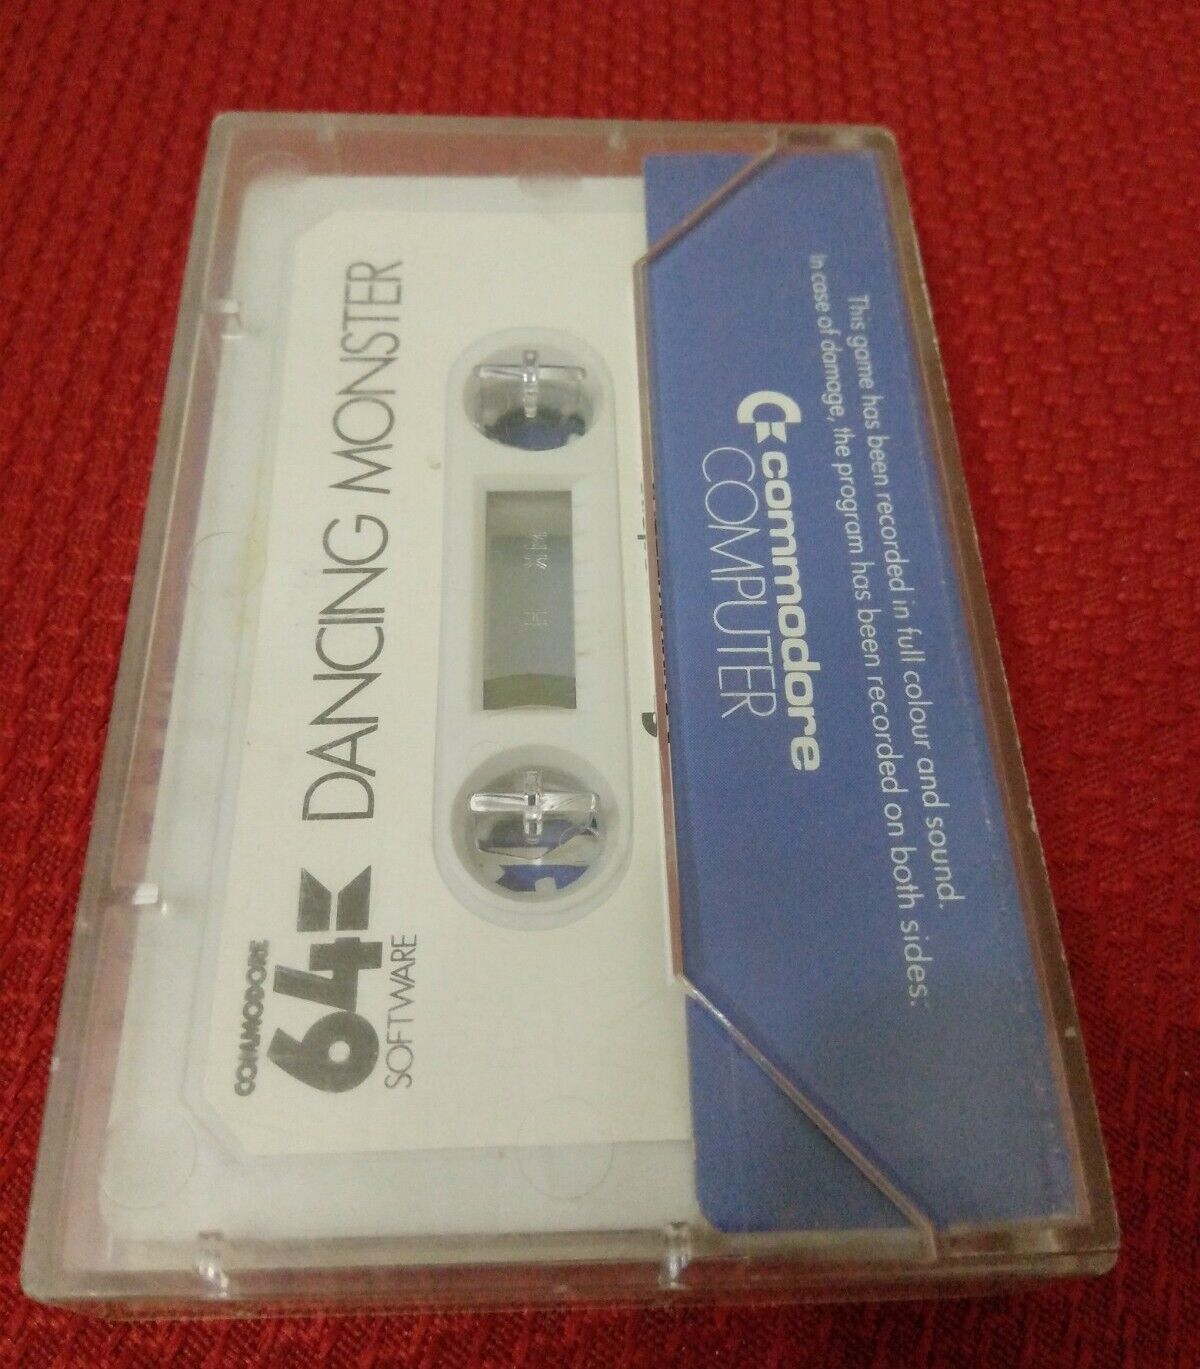 COMMODORE
64K
SOFTWARE
DANCING MONSTER
commodore
COMPUTER
This game has been recorded in full colour and sound.
In case of damage, the program has been recorded on both sides.